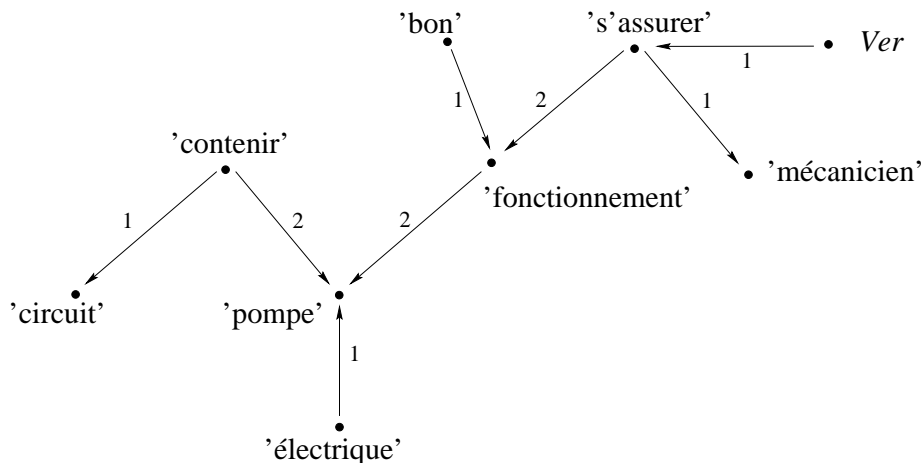 ’bon’
’s’assurer’
Ver
1
1
2
1
’contenir’
’mécanicien’
’fonctionnement’
1
2
2
’circuit’
’pompe’
1
’électrique’